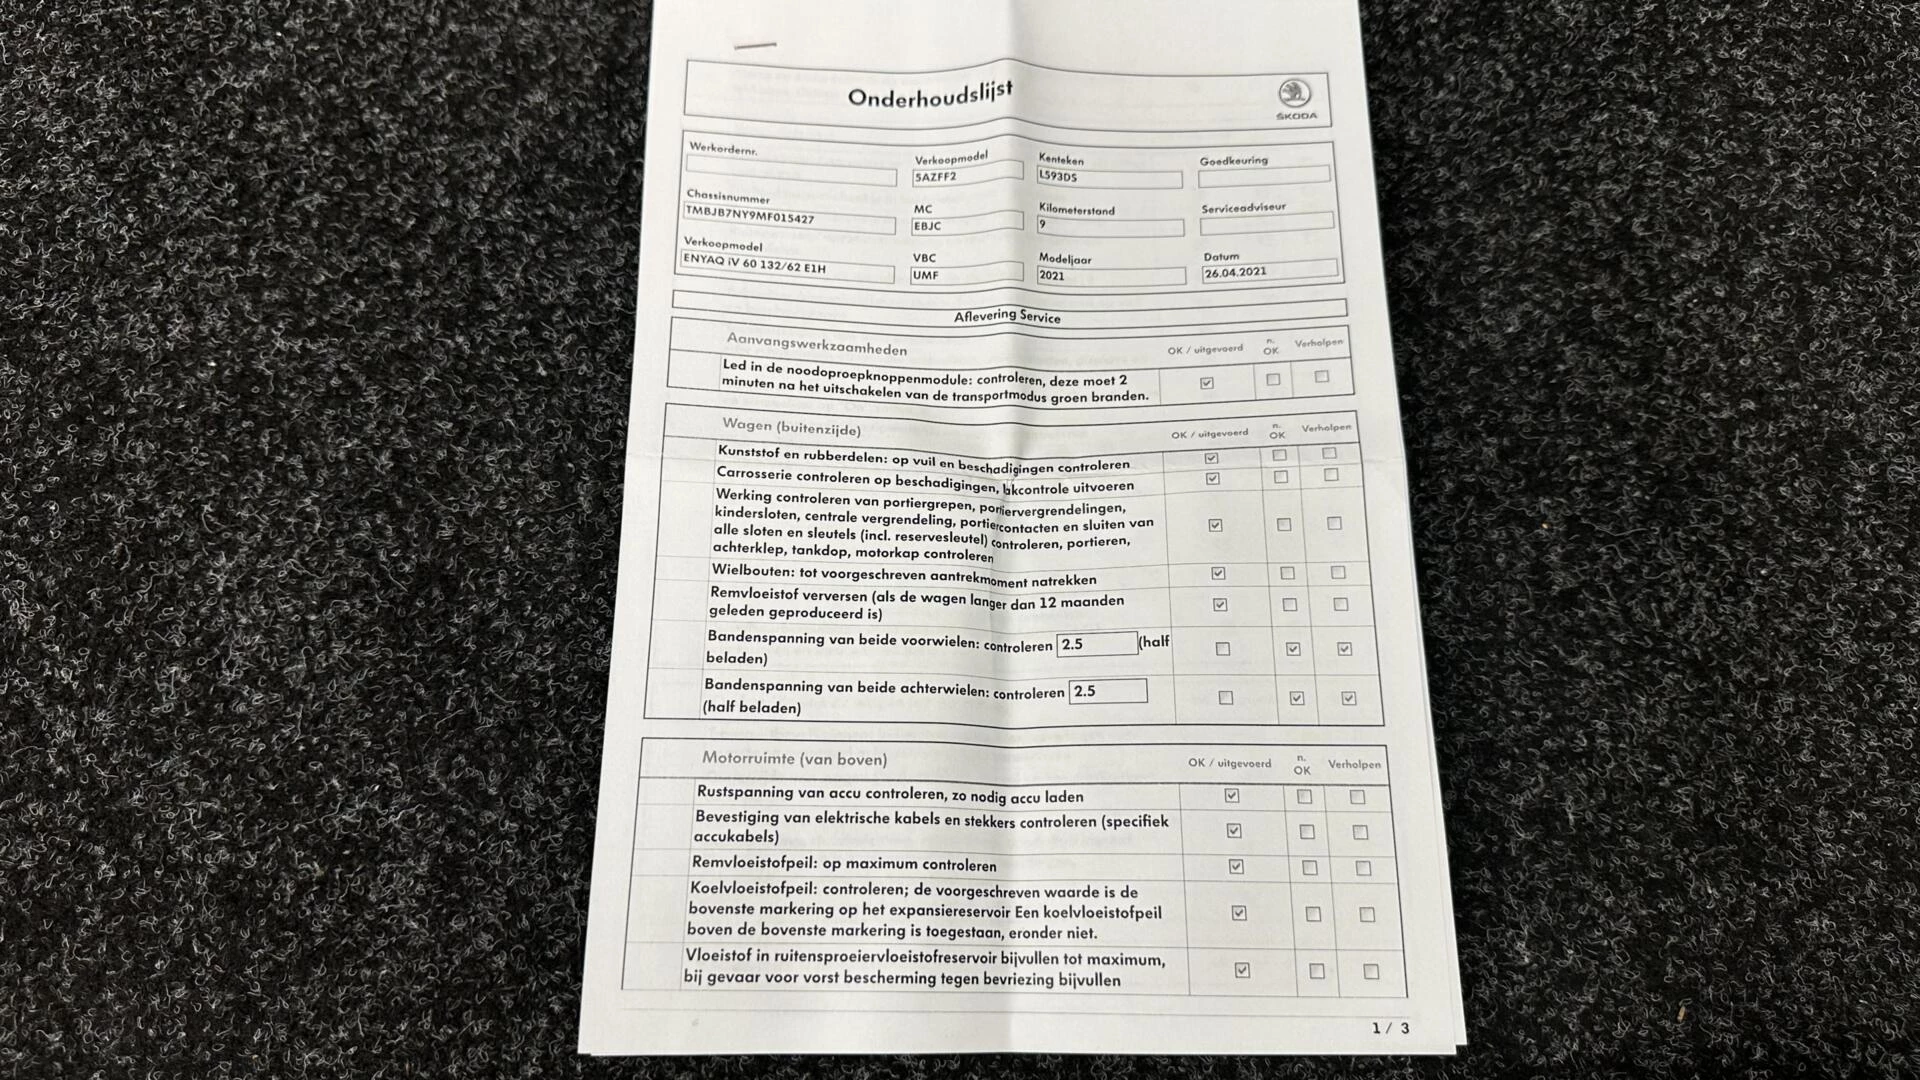 Onderhoudslijst
ŠKODA
Werkordernr.
Verkoopmodel
5AZFF2
Kenteken
L593DS
Goedkeuring
Chassisnummer
TMBJB7NY9MF015427
MC
EBJC
Kilometerstand
9
Serviceadviseur
Verkoopmodel
ENYAQ iV 60 132/62 E1H
VBC
UMF
Modeljaar
2021
Datum
26.04.2021
Aflevering Service
Aanvangswerkzaamheden
OK / uitgevoerd
n. OK
Verholpen
Led in de noodoproepknoppenmodule: controleren, deze moet 2
minuten na het uitschakelen van de transportmodus groen branden.
Wagen (buitenzijde)
OK / uitgevoerd
n. OK
Verholpen
Kunststof en rubberdelen: op vuil en beschadigingen controleren
Carrosserie controleren op beschadigingen, lakcontrole uitvoeren
Werking controleren van portiergrepen, portiervergrendelingen,
kindersloten, centrale vergrendeling, portiercontacten en sluiten van
alle sloten en sleutels (incl. reservesleutel) controleren, portieren,
achterklep, tankdop, motorkap controleren
Wielbouten: tot voorgeschreven aantrekmoment natrekken
Remvloeistof verversen (als de wagen langer dan 12 maanden
geleden geproduceerd is)
Bandenspanning van beide voorwielen: controleren 2.5 (half
beladen)
Bandenspanning van beide achterwielen: controleren 2.5
(half beladen)
Motorruimte (van boven)
OK / uitgevoerd
n. OK
Verholpen
Rustspanning van accu controleren, zo nodig accu laden
Bevestiging van elektrische kabels en stekkers controleren (specifiek
accukabels)
Remvloeistofpeil: op maximum controleren
Koelvloeistofpeil: controleren; de voorgeschreven waarde is de
bovenste markering op het expansiereservoir Een koelvloeistofpeil
boven de bovenste markering is toegestaan, eronder niet.
Vloeistof in ruitensproeiervloeistofreservoir bijvullen tot maximum,
bij gevaar voor vorst bescherming tegen bevriezing bijvullen
1 / 3